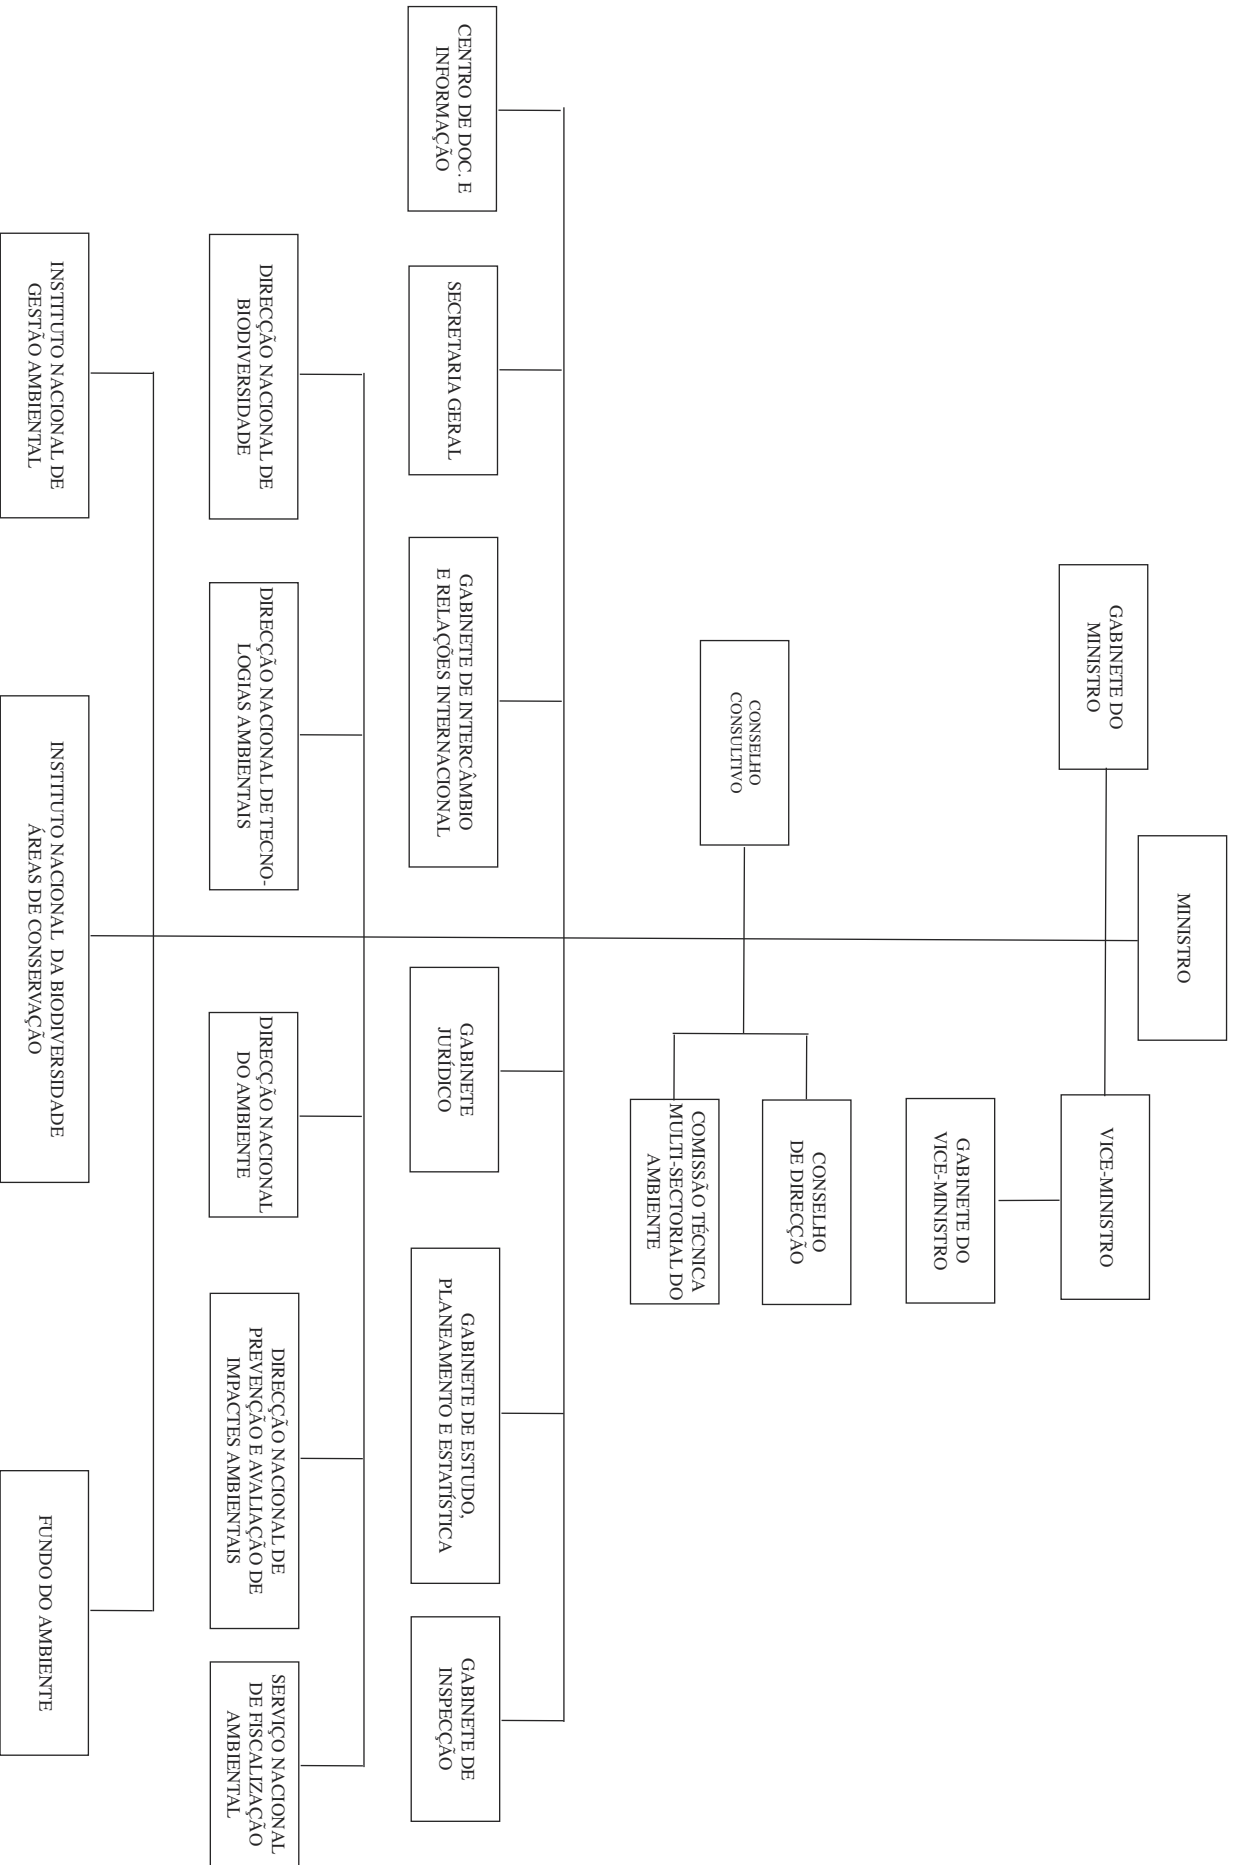 MINISTRO
GABINETE DO
MINISTRO
VICE-MINISTRO
GABINETE DO
VICE-MINISTRO
CONSELHO
CONSULTIVO
CONSELHO
DE DIRECÇÃO
COMISSÃO TÉCNICA
MULTI-SECTORIAL DO
AMBIENTE
CENTRO DE DOC. E
INFORMAÇÃO
SECRETARIA GERAL
GABINETE DE INTERCÂMBIO
E RELAÇÕES INTERNACIONAL
GABINETE
JURÍDICO
GABINETE DE ESTUDO,
PLANEAMENTO E ESTATÍSTICA
GABINETE DE
INSPECÇÃO
DIRECÇÃO NACIONAL DE
BIODIVERSIDADE
DIRECÇÃO NACIONAL DE TECNO-
LOGIAS AMBIENTAIS
DIRECÇÃO NACIONAL
DO AMBIENTE
DIRECÇÃO NACIONAL DE
PREVENÇÃO E AVALIAÇÃO DE
IMPACTES AMBIENTAIS
SERVIÇO NACIONAL
DE FISCALIZAÇÃO
AMBIENTAL
INSTITUTO NACIONAL DE
GESTÃO AMBIENTAL
INSTITUTO NACIONAL DA BIODIVERSIDADE
ÁREAS DE CONSERVAÇÃO
FUNDO DO AMBIENTE